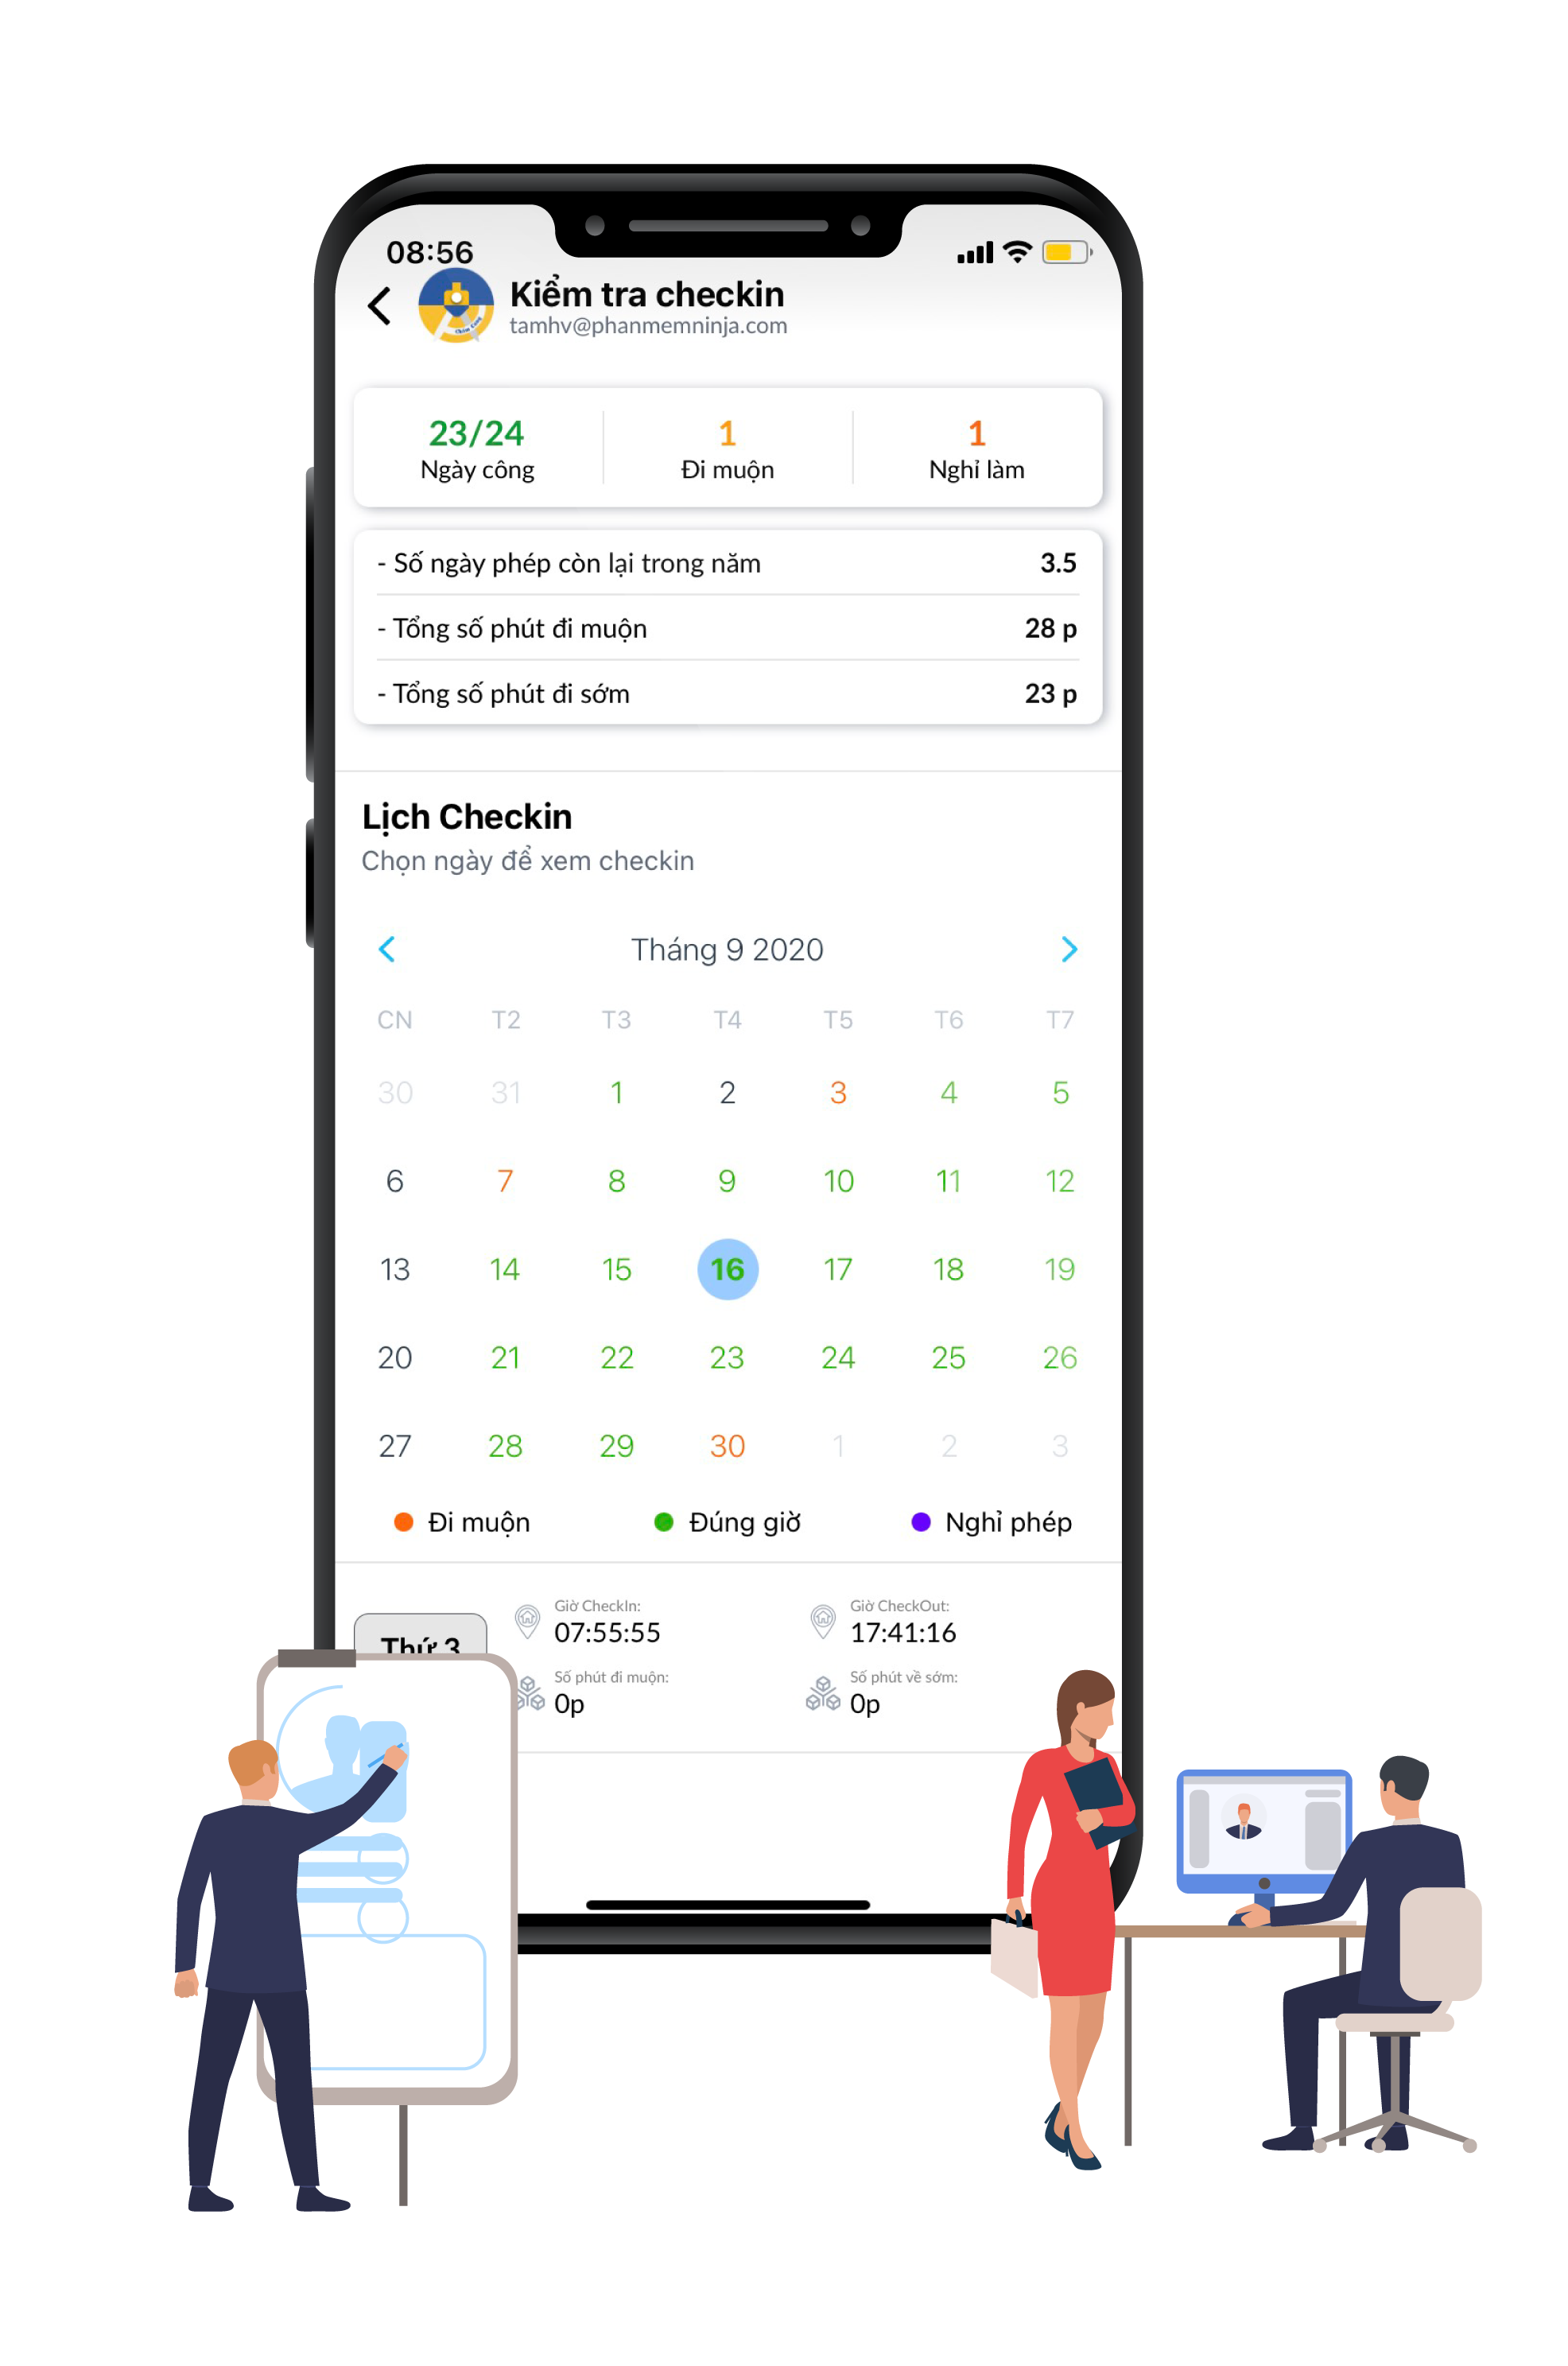 08:56
Kiểm tra checkin
tamhv@phanmemninja.com
23/24 1 1
Ngày công Đi muộn Nghỉ làm
- Số ngày phép còn lại trong năm 3.5
- Tổng số phút đi muộn 28 p
- Tổng số phút đi sớm 23 p
Lịch Checkin
Chọn ngày để xem checkin
Tháng 9 2020
CN T2 T3 T4 T5 T6 T7
30 31 1 2 3 4 5
6 7 8 9 10 11 12
13 14 15 16 17 18 19
20 21 22 23 24 25 26
27 28 29 30 1 2 3
Đi muộn Đúng giờ Nghỉ phép
Giờ CheckIn: Giờ CheckOut:
07:55:55 17:41:16
Thứ 3
Số phút đi muộn: Số phút về sớm:
0p 0p